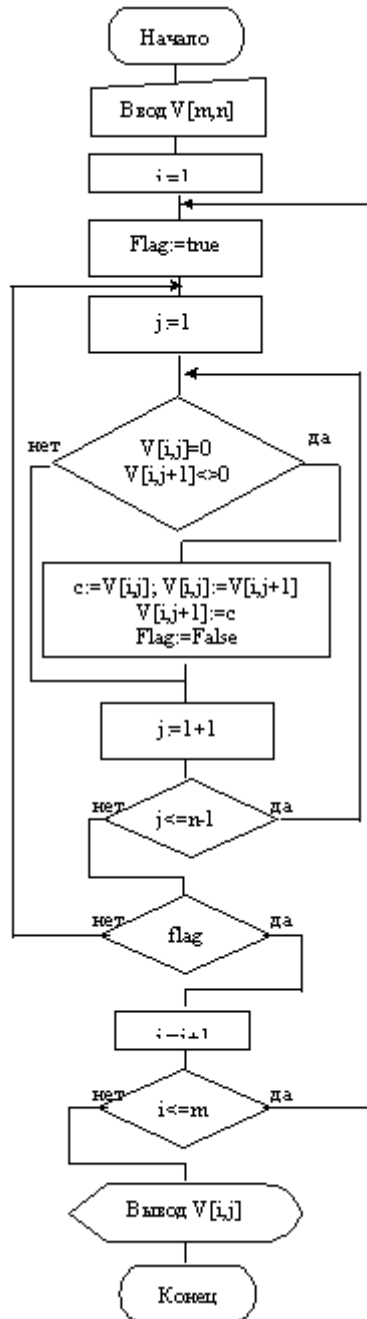 Начало
Ввод V[m,n]
i=1
Flag:=true
j:=1
нет
V[i,j]=0
V[i,j+1]<>0
да
c:=V[i,j]; V[i,j]:=V[i,j+1]
V[i,j+1]:=c
Flag:=False
j:=1+1
нет
j<=n-1
да
нет
flag
да
i=i+1
нет
i<=m
да
Вывод V[i,j]
Конец